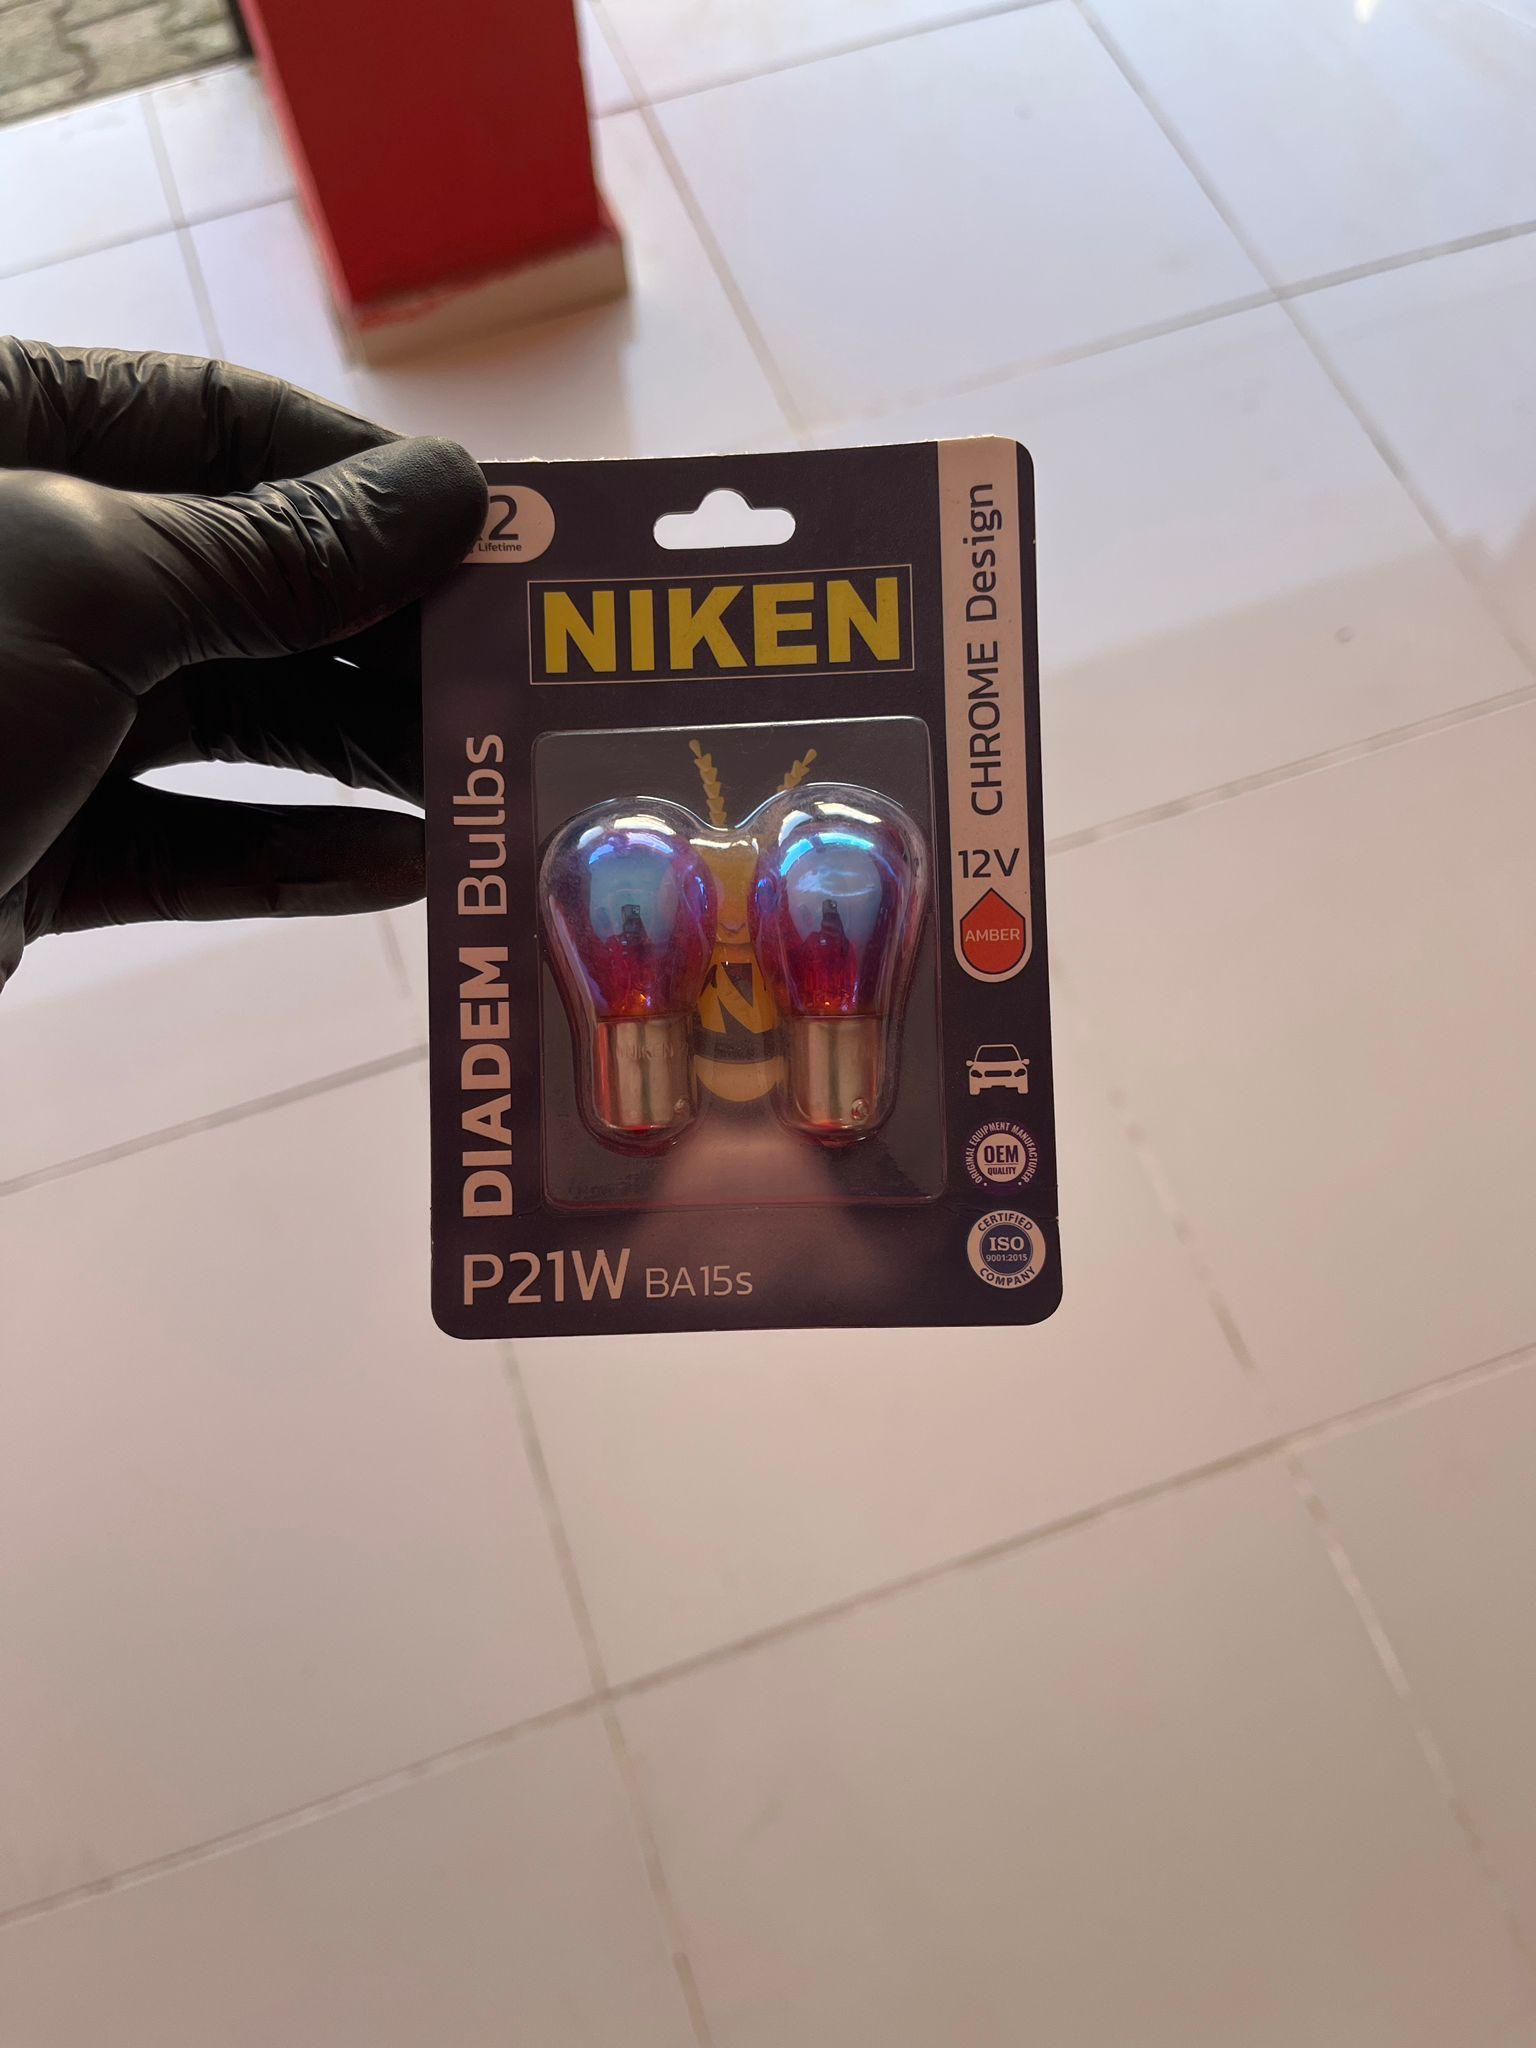 2
Lifetime
NIKEN
CHROME Design
12V
AMBER
DIADEM Bulbs
N
NIKEN
ORIGINAL EQUIPMENT MANUFACTURER
OEM
QUALITY
CERTIFIED
ISO
9001:2015
COMPANY
P21W BA15s